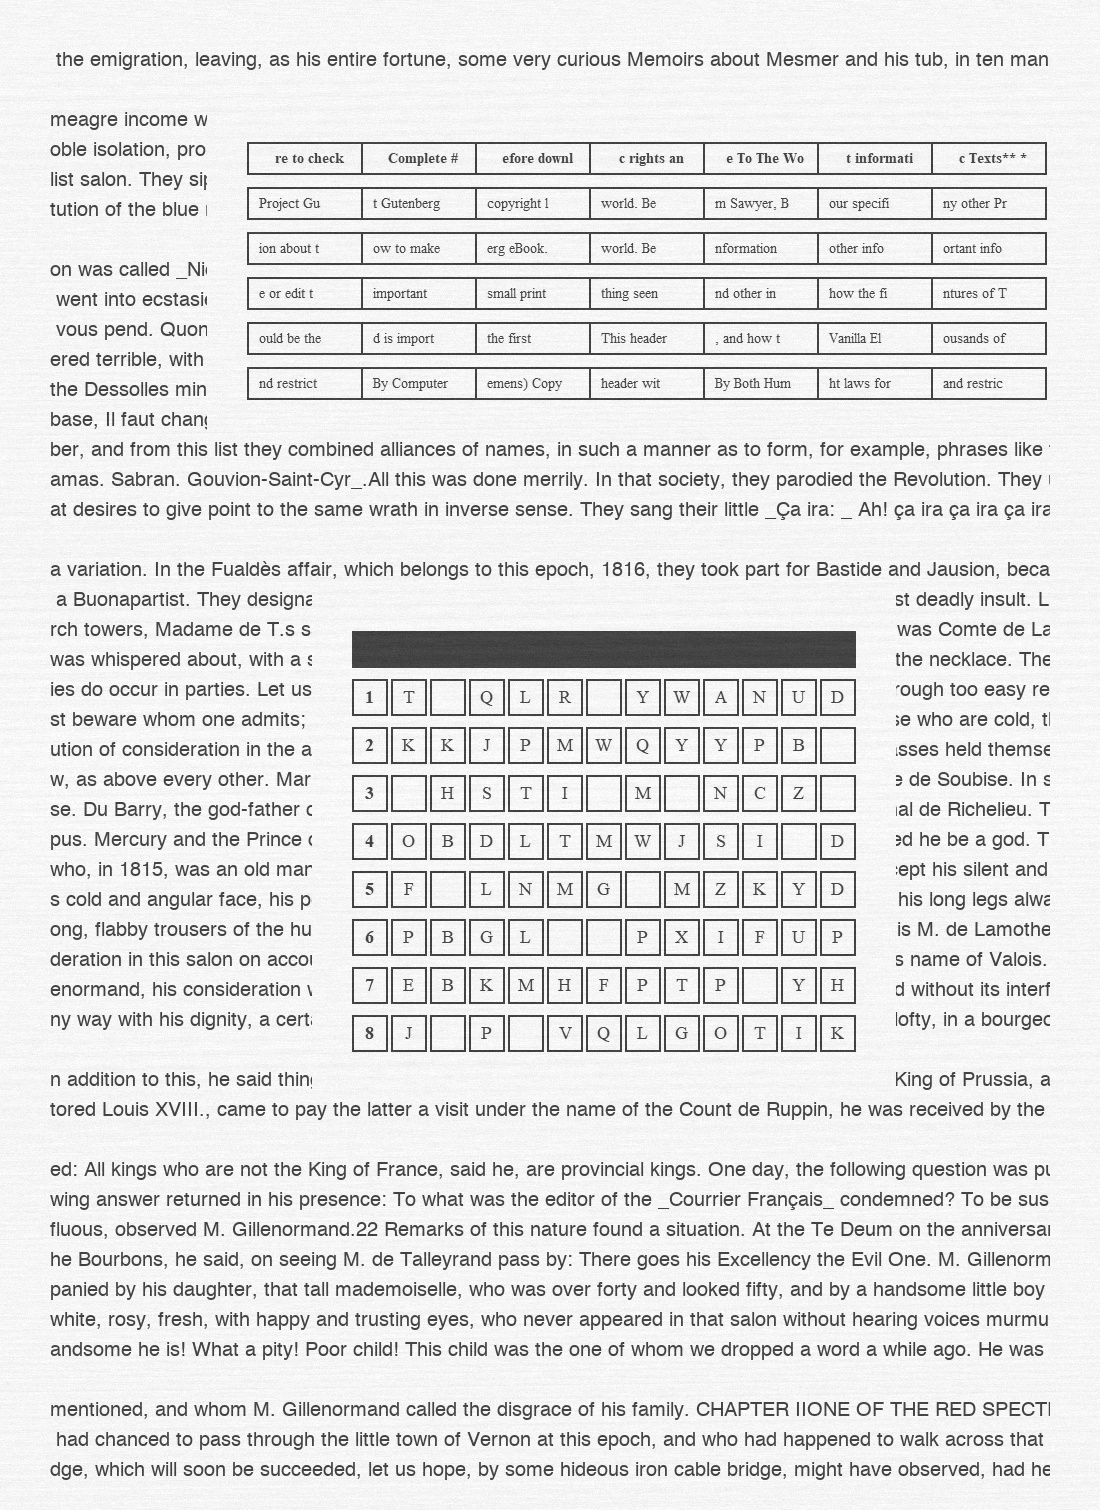 the emigration, leaving, as his entire fortune, some very curious Memoirs about Mesmer and his tub, in ten man
meagre income w
oble isolation, pro
list salon. They sip
tution of the blue
on was called _Nic
went into ecstasie
vous pend. Quon
ered terrible, with
the Dessolles min
base, Il faut chang
re to check Complete # efore downl c rights an e To The Wo t informati c Texts** *
Project Gu t Gutenberg copyright l world. Be m Sawyer, B our specifi ny other Pr
ion about t ow to make erg eBook. world. Be nformation other info ortant info
e or edit t important small print thing seen nd other in how the fi ntures of T
ould be the d is import the first This header , and how t Vanilla El ousands of
nd restrict By Computer emens) Copy header wit By Both Hum ht laws for and restric
ber, and from this list they combined alliances of names, in such a manner as to form, for example, phrases like
amas. Sabran. Gouvion-Saint-Cyr_.All this was done merrily. In that society, they parodied the Revolution. They
at desires to give point to the same wrath in inverse sense. They sang their little _Ça ira: _ Ah! ça ira ça ira ça ira
a variation. In the Fualdès affair, which belongs to this epoch, 1816, they took part for Bastide and Jausion, beca
a Buonapartist. They designa
rch towers, Madame de T.s s
was whispered about, with a s
ies do occur in parties. Let us
st beware whom one admits;
ution of consideration in the a
w, as above every other. Mar
se. Du Barry, the god-father o
pus. Mercury and the Prince d
who, in 1815, was an old man
s cold and angular face, his p
ong, flabby trousers of the hu
deration in this salon on accou
enormand, his consideration w
ny way with his dignity, a certa
n addition to this, he said thing
1 T Q L R Y W A N U D
2 K K J P M W Q Y Y P B
3 H S T I M N C Z
4 O B D L T M W J S I D
5 F L N M G M Z K Y D
6 P B G L P X I F U P
7 E B K M H F P T P Y H
8 J P V Q L G O T I K
st deadly insult. L
was Comte de La
the necklace. The
rough too easy re
se who are cold, th
asses held themse
e de Soubise. In s
nal de Richelieu. T
ed he be a god. T
cept his silent and
his long legs alwa
is M. de Lamothe
s name of Valois.
d without its interf
lofty, in a bourgeo
King of Prussia, a
tored Louis XVIII., came to pay the latter a visit under the name of the Count de Ruppin, he was received by the
ed: All kings who are not the King of France, said he, are provincial kings. One day, the following question was pu
wing answer returned in his presence: To what was the editor of the _Courrier Français_ condemned? To be sus
fluous, observed M. Gillenormand.22 Remarks of this nature found a situation. At the Te Deum on the anniversar
he Bourbons, he said, on seeing M. de Talleyrand pass by: There goes his Excellency the Evil One. M. Gillenorm
panied by his daughter, that tall mademoiselle, who was over forty and looked fifty, and by a handsome little boy
white, rosy, fresh, with happy and trusting eyes, who never appeared in that salon without hearing voices murmu
andsome he is! What a pity! Poor child! This child was the one of whom we dropped a word a while ago. He was
mentioned, and whom M. Gillenormand called the disgrace of his family. CHAPTER IIONE OF THE RED SPECT
had chanced to pass through the little town of Vernon at this epoch, and who had happened to walk across that
dge, which will soon be succeeded, let us hope, by some hideous iron cable bridge, might have observed, had he